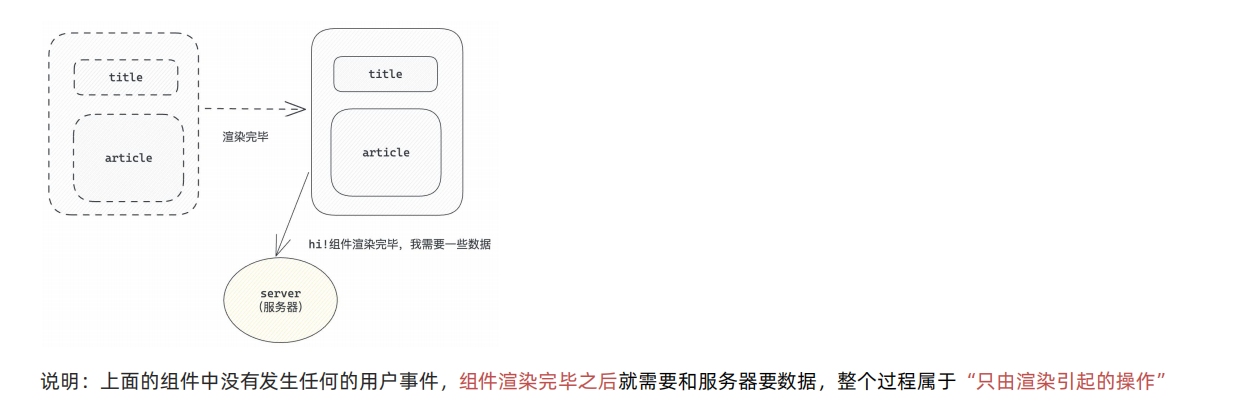 title
article
渲染完毕
title
article
hi!组件渲染完毕，我需要一些数据
server
(服务器)
说明：上面的组件中没有发生任何的用户事件，组件渲染完毕之后就需要和服务器要数据，整个过程属于“只由渲染引起的操作”